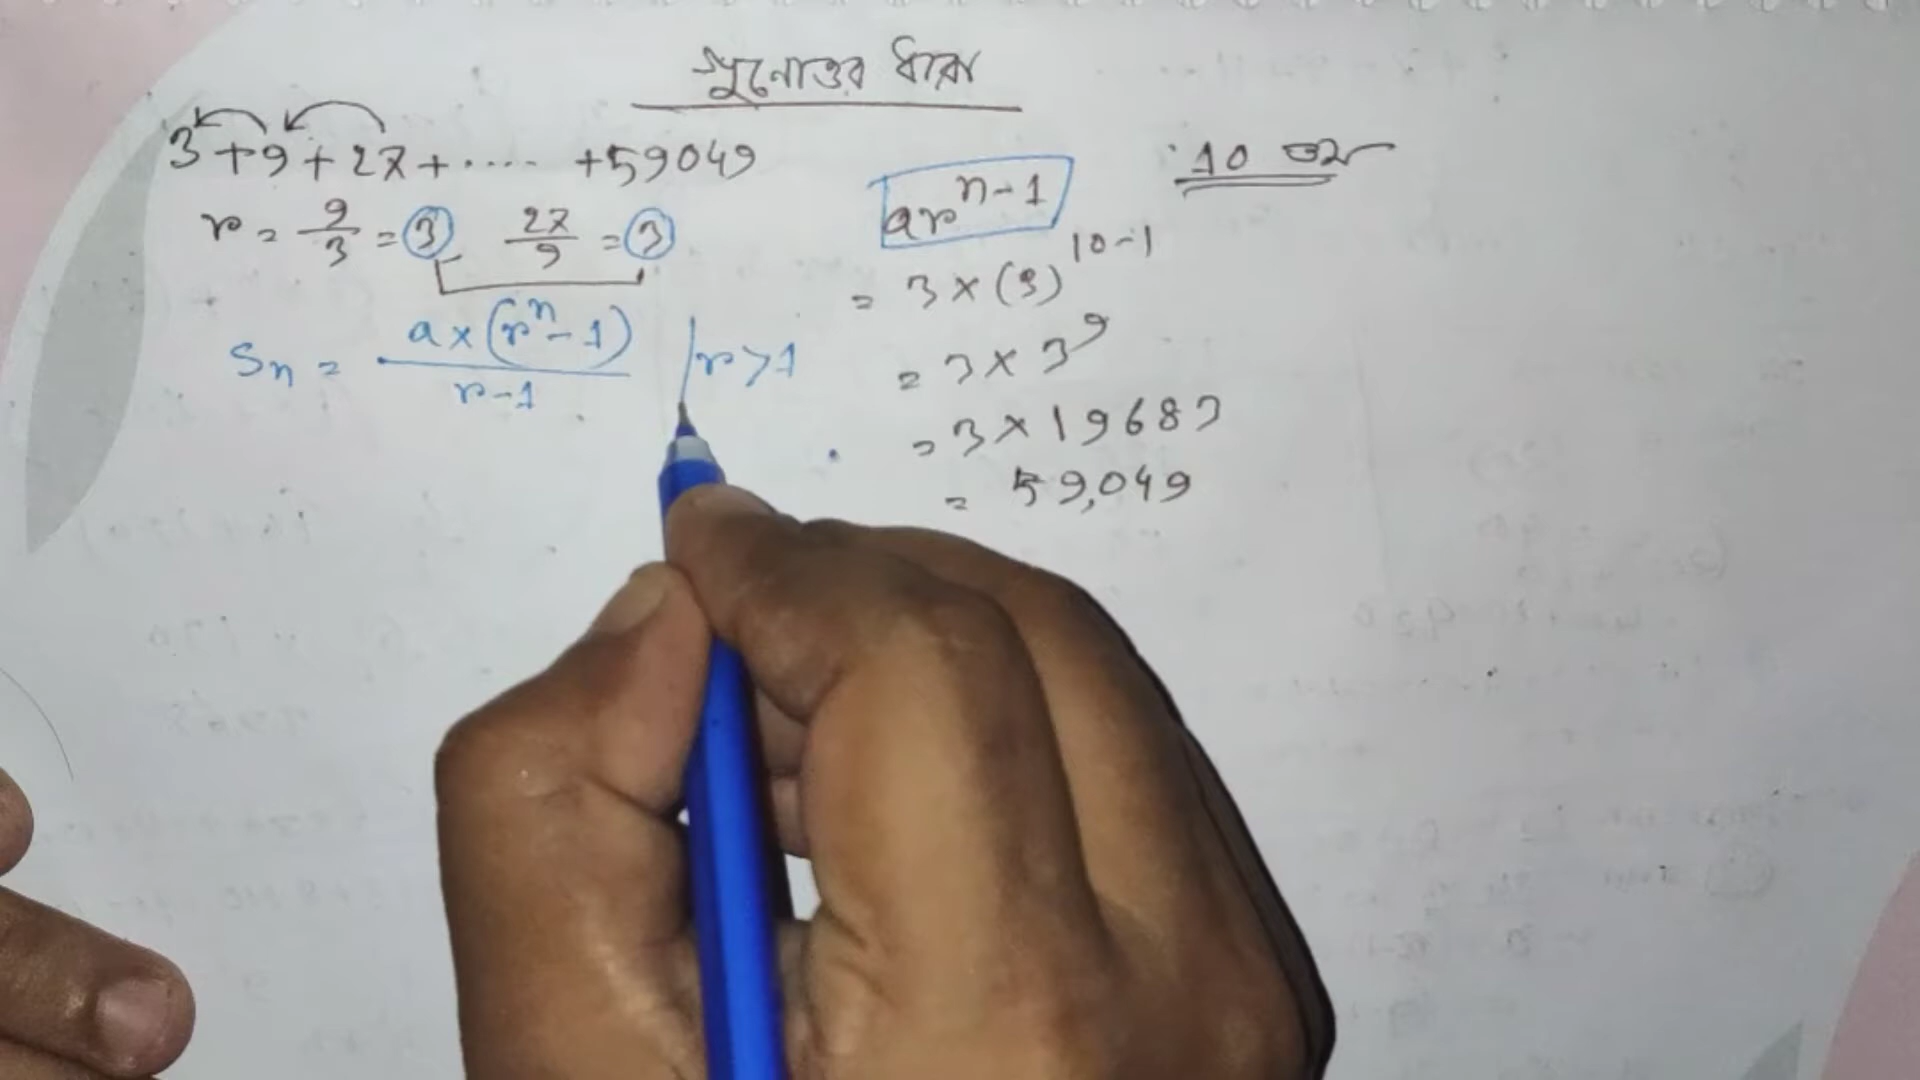 গুনোত্তর ধারা
3+9+27+..... +59049
10 তম
r = 9/3 = 3 27/9 = 3
ar^(n-1)
= 3×(3)^(10-1)
Sn = a×(r^n-1)/(r-1) | r>1
= 3×3^9
= 3×19683
= 59,049